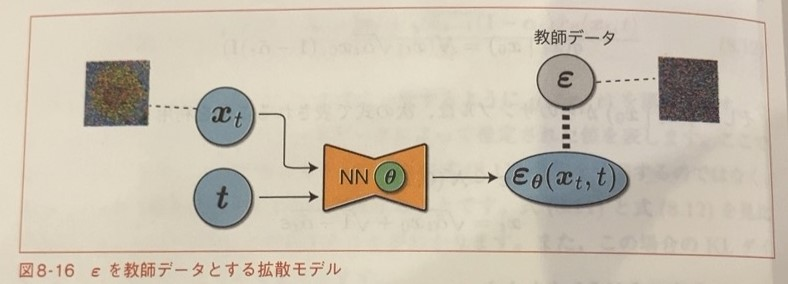 教師データ
ε
x_t
t
NN θ
ε_θ(x_t, t)
図8-16 ε を教師データとする拡散モデル